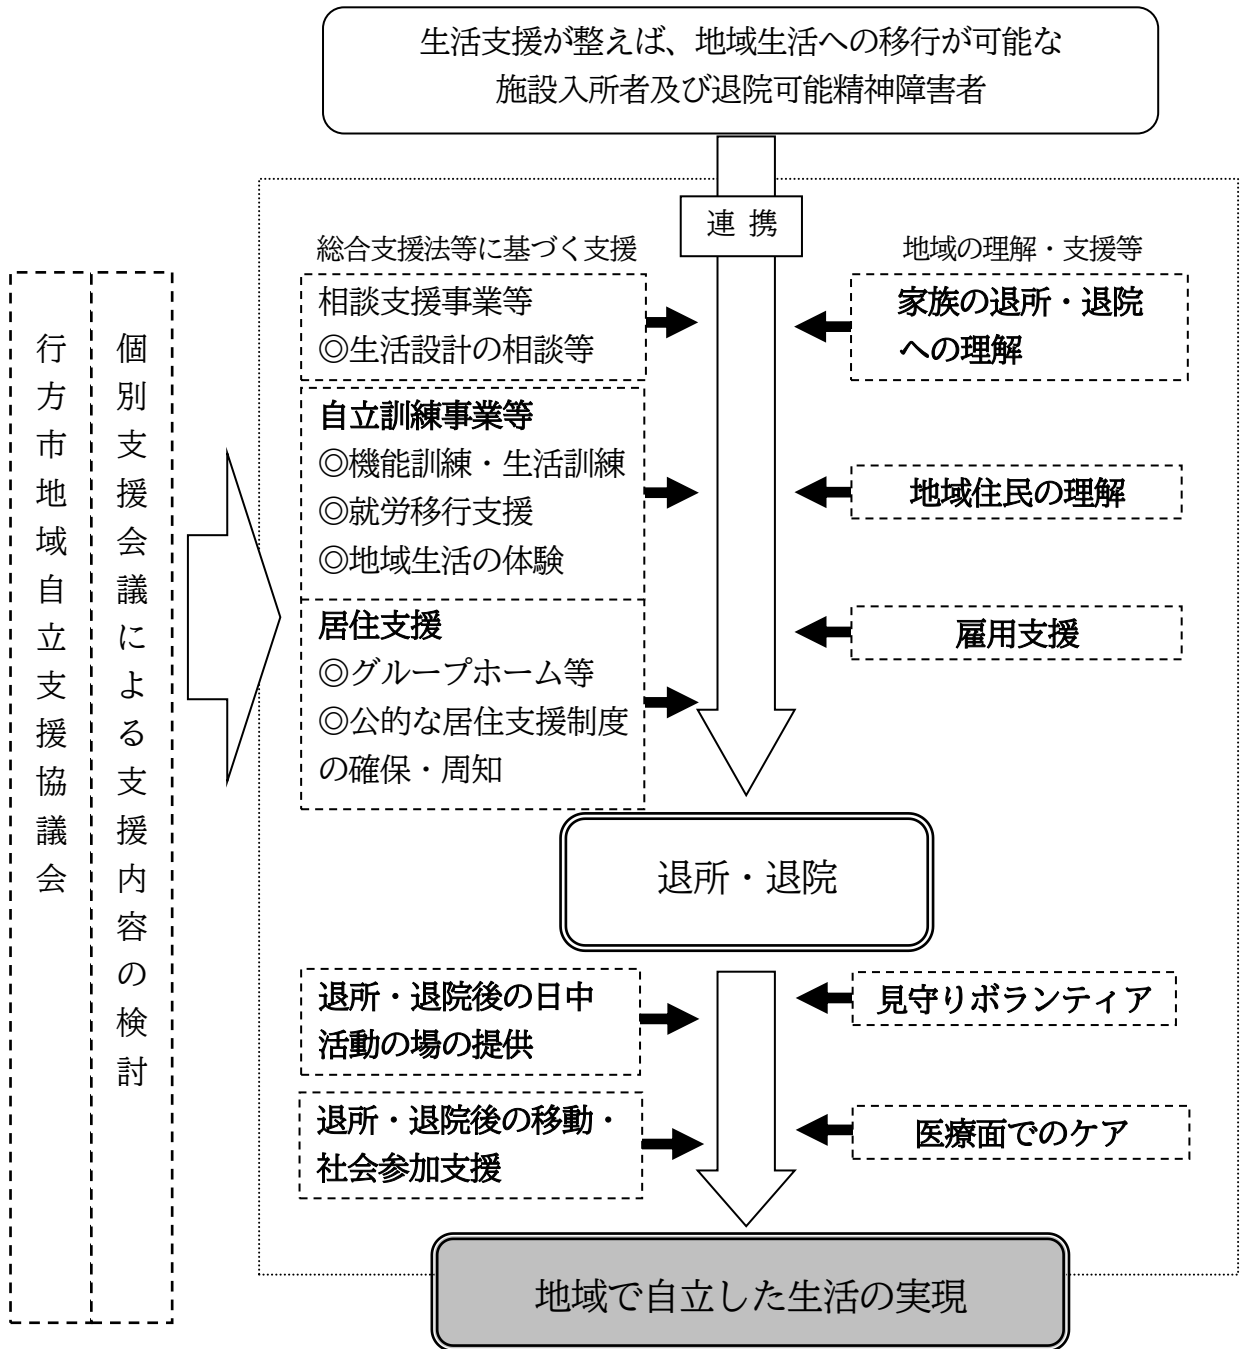 生活支援が整えば、地域生活への移行が可能な
施設入所者及び退院可能精神障害者
連 携
総合支援法等に基づく支援
地域の理解・支援等
行方市地域自立支援協議会
個別支援会議による支援内容の検討
相談支援事業等
◎生活設計の相談等
家族の退所・退院
への理解
自立訓練事業等
◎機能訓練・生活訓練
◎就労移行支援
◎地域生活の体験
地域住民の理解
居住支援
◎グループホーム等
◎公的な居住支援制度
の確保・周知
雇用支援
退所・退院
退所・退院後の日中
活動の場の提供
見守りボランティア
退所・退院後の移動・
社会参加支援
医療面でのケア
地域で自立した生活の実現